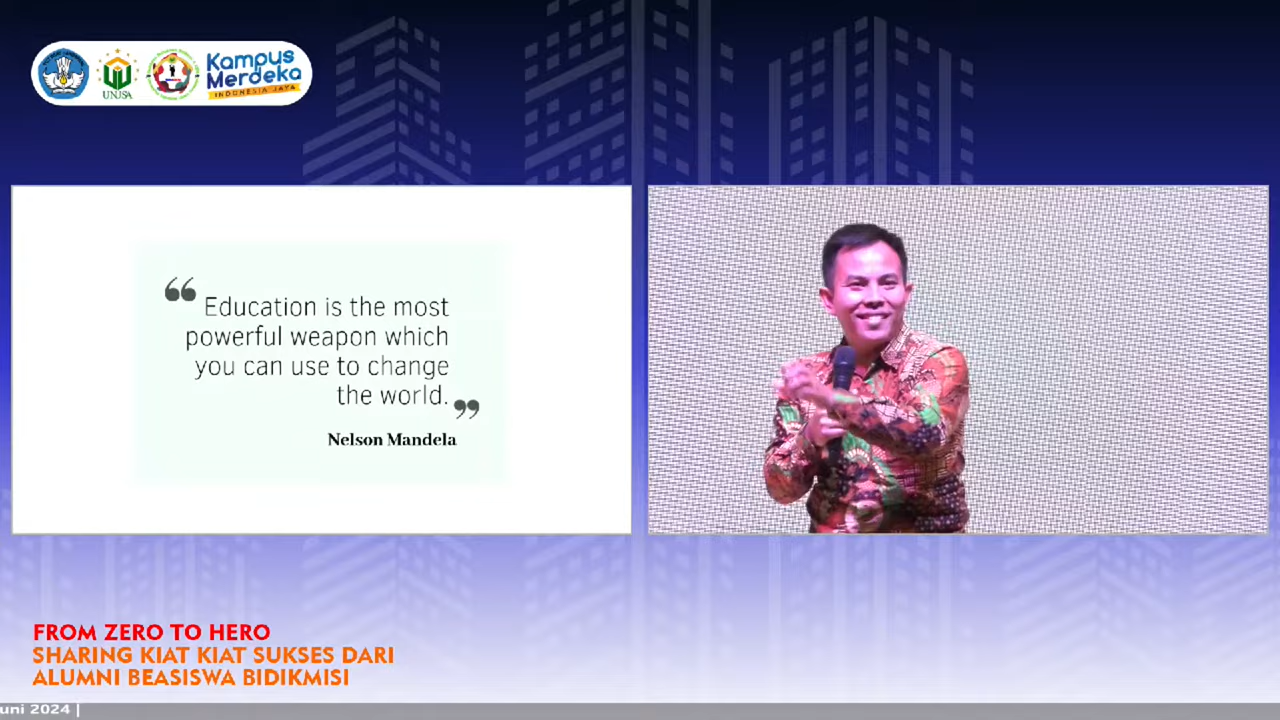 UNUSA
Kampus
Merdeka
INDONESIA JAYA
“ Education is the most
powerful weapon which
you can use to change
the world. ”
Nelson Mandela
FROM ZERO TO HERO
SHARING KIAT KIAT SUKSES DARI
ALUMNI BEASISWA BIDIKMISI
uni 2024 |